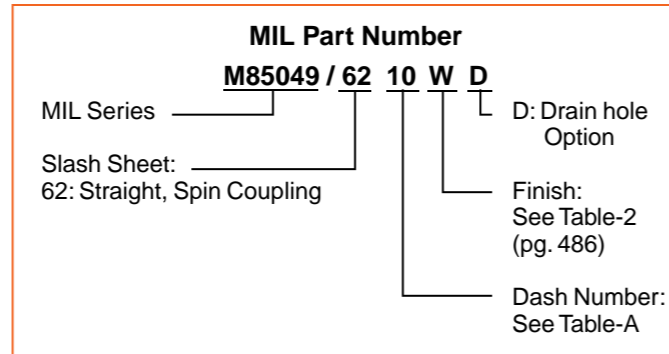 MIL Part Number
M85049 / 62 10 W D
MIL Series
Slash Sheet:
62: Straight, Spin Coupling
D: Drain hole
Option
Finish:
See Table-2
(pg. 486)
Dash Number:
See Table-A